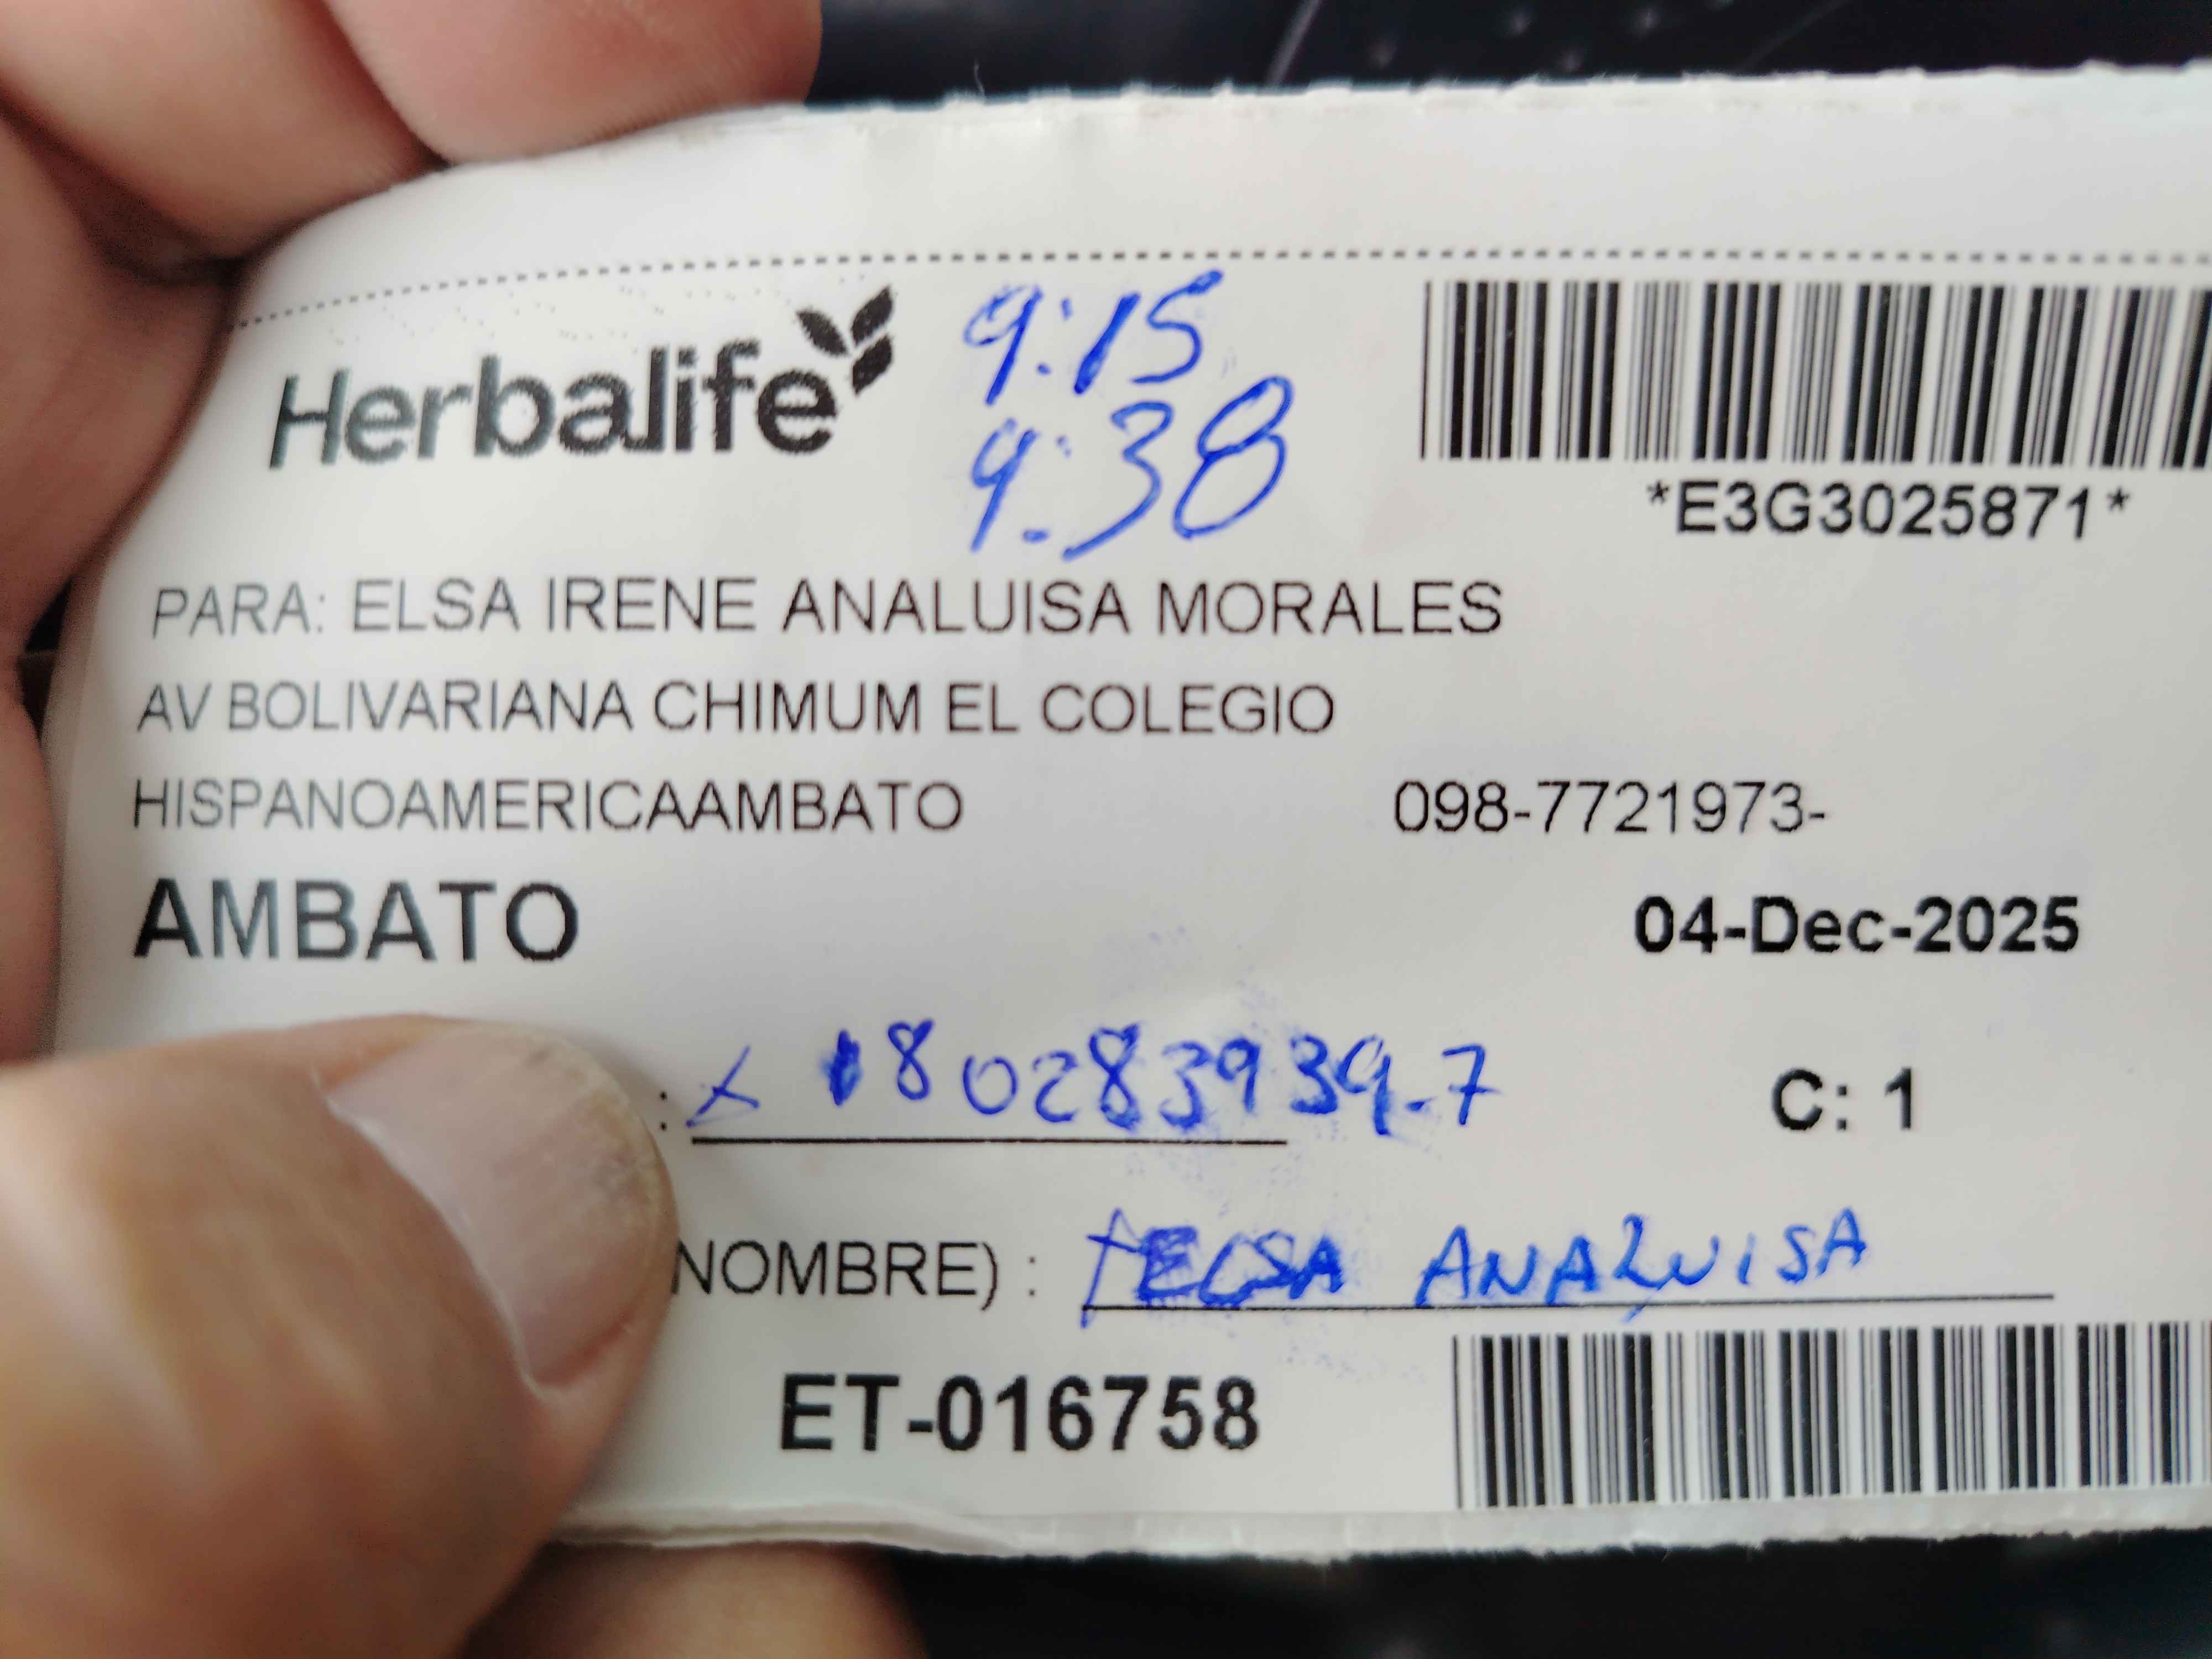 Herbalife
9:15
9:38
*E3G3025871*
PARA: ELSA IRENE ANALUISA MORALES
AV BOLIVARIANA CHIMUM EL COLEGIO
HISPANOAMERICAAMBATO 098-7721973-
AMBATO 04-Dec-2025
: x 180283939-7 C: 1
NOMBRE) : ELSA ANALUISA
ET-016758